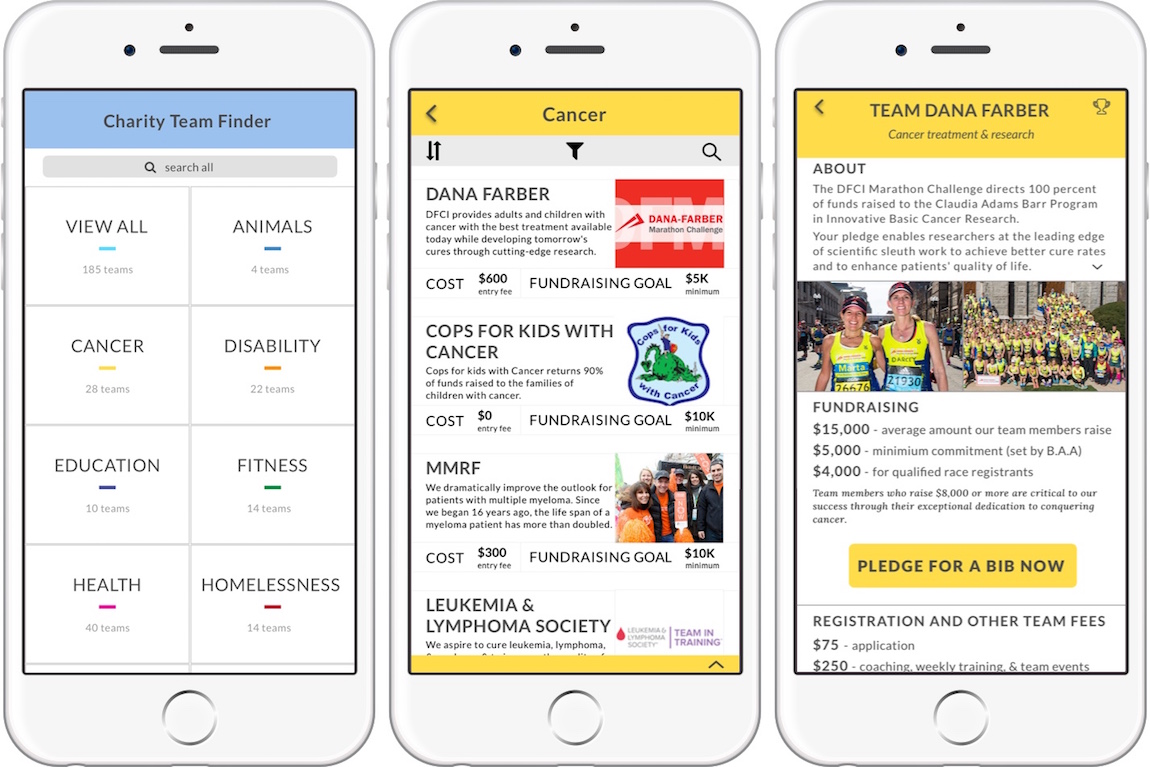 Charity Team Finder
search all
VIEW ALL
185 teams
ANIMALS
4 teams
CANCER
28 teams
DISABILITY
22 teams
EDUCATION
10 teams
FITNESS
14 teams
HEALTH
40 teams
HOMELESSNESS
14 teams
Cancer
DANA FARBER
DFCI provides adults and children with
cancer with the best treatment available
today while developing tomorrow's
cures through cutting-edge research.
DFMC
DANA-FARBER
Marathon Challenge
COST $600 FUNDRAISING GOAL $5K
entry fee minimum
COPS FOR KIDS WITH
CANCER
Cops for kids with Cancer returns 90%
of funds raised to the families of
children with cancer.
Cops for Kids
with Cancer
COST $0 FUNDRAISING GOAL $10K
entry fee minimum
MMRF
We dramatically improve the outlook for
patients with multiple myeloma. Since
we began 16 years ago, the life span of a
myeloma patient has more than doubled.
COST $300 FUNDRAISING GOAL $10K
entry fee minimum
LEUKEMIA &
LYMPHOMA SOCIETY
We aspire to cure leukemia, lymphoma,
LEUKEMIA &
LYMPHOMA
SOCIETY
TEAM IN
TRAINING
TEAM DANA FARBER
Cancer treatment & research
ABOUT
The DFCI Marathon Challenge directs 100 percent
of funds raised to the Claudia Adams Barr Program
in Innovative Basic Cancer Research.
Your pledge enables researchers at the leading edge
of scientific sleuth work to achieve better cure rates
and to enhance patients' quality of life.
Marta
26676
DARCIT
21930
FUNDRAISING
$15,000 - average amount our team members raise
$5,000 - minimum commitment (set by B.A.A)
$4,000 - for qualified race registrants
Team members who raise $8,000 or more are critical to our
success through their exceptional dedication to conquering
cancer.
PLEDGE FOR A BIB NOW
REGISTRATION AND OTHER TEAM FEES
$75 - application
$250 - coaching, weekly training, & team events